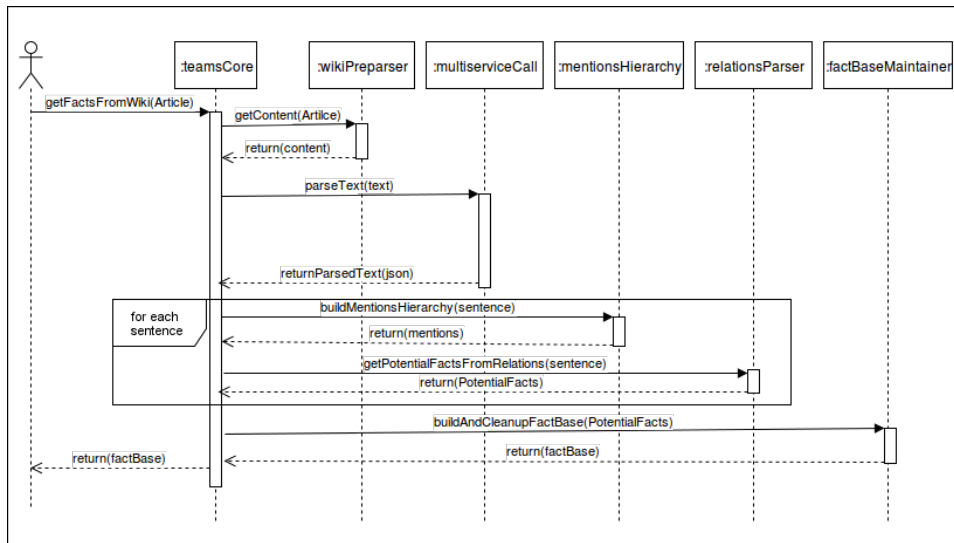 :teamsCore
:wikiPreparser
:multiserviceCall
:mentionsHierarchy
:relationsParser
:factBaseMaintainer
getFactsFromWiki(Article)
getContent(Artilce)
return(content)
parseText(text)
returnParsedText(json)
for each
sentence
buildMentionsHierarchy(sentence)
return(mentions)
getPotentialFactsFromRelations(sentence)
return(PotentialFacts)
buildAndCleanupFactBase(PotentialFacts)
return(factBase)
return(factBase)